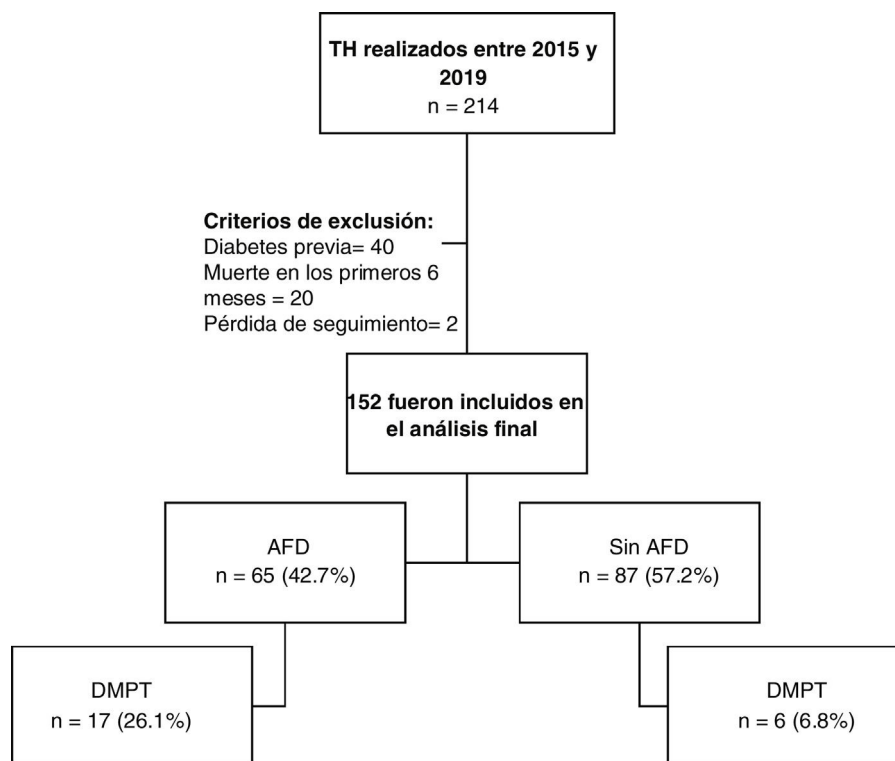 TH realizados entre 2015 y
2019
n = 214
Criterios de exclusión:
Diabetes previa= 40
Muerte en los primeros 6
meses = 20
Pérdida de seguimiento= 2
152 fueron incluidos en
el análisis final
AFD
n = 65 (42.7%)
Sin AFD
n = 87 (57.2%)
DMPT
n = 17 (26.1%)
DMPT
n = 6 (6.8%)